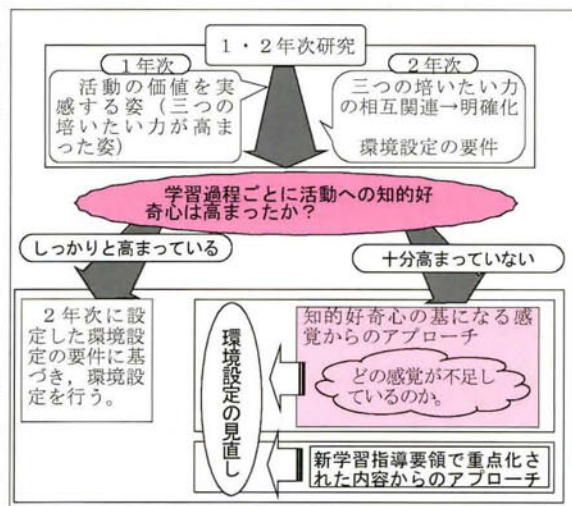 1・2年次研究
1年次
活動の価値を実
感する姿(三つの
培いたい力が高ま
った姿)
2年次
三つの培いたい力
の相互関連→明確化
環境設定の要件
学習過程ごとに活動への知的好
奇心は高まったか?
しっかりと高まっている
十分高まっていない
2年次に設
定した環境設
定の要件に基
づき,環境設
定を行う。
環境設定の見直し
知的好奇心の基になる感
覚からのアプローチ
どの感覚が不足し
ているのか。
新学習指導要領で重点化さ
れた内容からのアプローチ